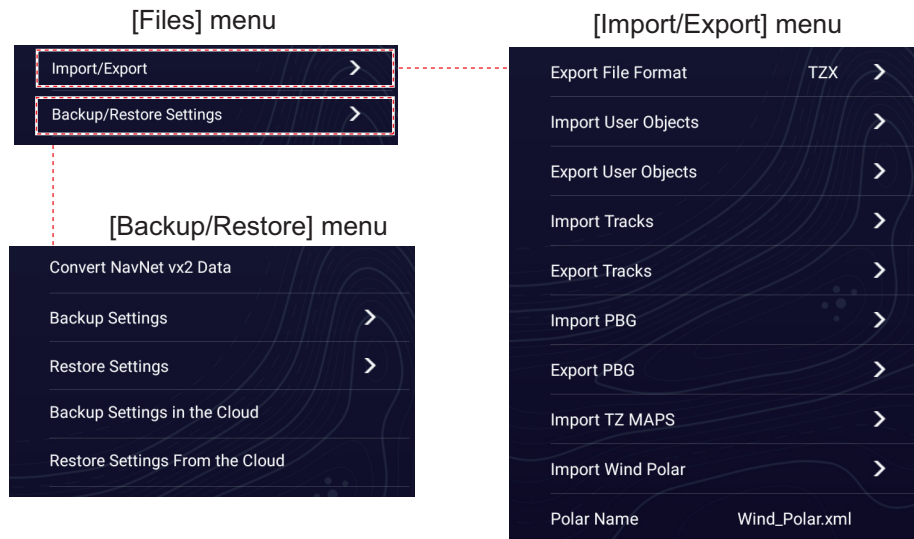 [Files] menu
Import/Export
Backup/Restore Settings
[Backup/Restore] menu
Convert NavNet vx2 Data
Backup Settings
Restore Settings
Backup Settings in the Cloud
Restore Settings From the Cloud
[Import/Export] menu
Export File Format TZX
Import User Objects
Export User Objects
Import Tracks
Export Tracks
Import PBG
Export PBG
Import TZ MAPS
Import Wind Polar
Polar Name Wind_Polar.xml